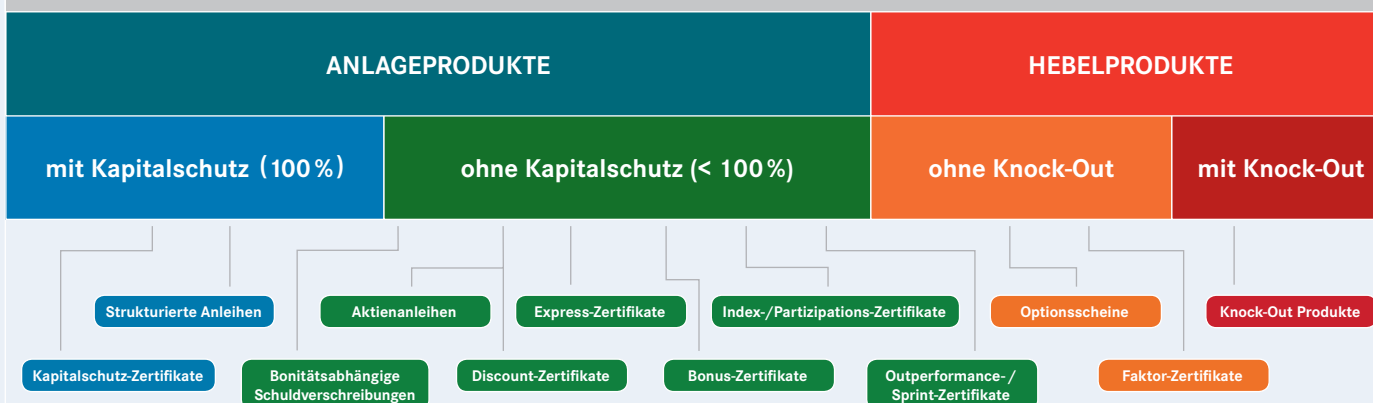 ANLAGEPRODUKTE
HEBELPRODUKTE
mit Kapitalschutz (100 %)
ohne Kapitalschutz (< 100 %)
ohne Knock-Out
mit Knock-Out
Strukturierte Anleihen
Aktienanleihen
Express-Zertifikate
Index-/Partizipations-Zertifikate
Optionsscheine
Knock-Out Produkte
Kapitalschutz-Zertifikate
Bonitätsabhängige
Schuldverschreibungen
Discount-Zertifikate
Bonus-Zertifikate
Outperformance-/
Sprint-Zertifikate
Faktor-Zertifikate